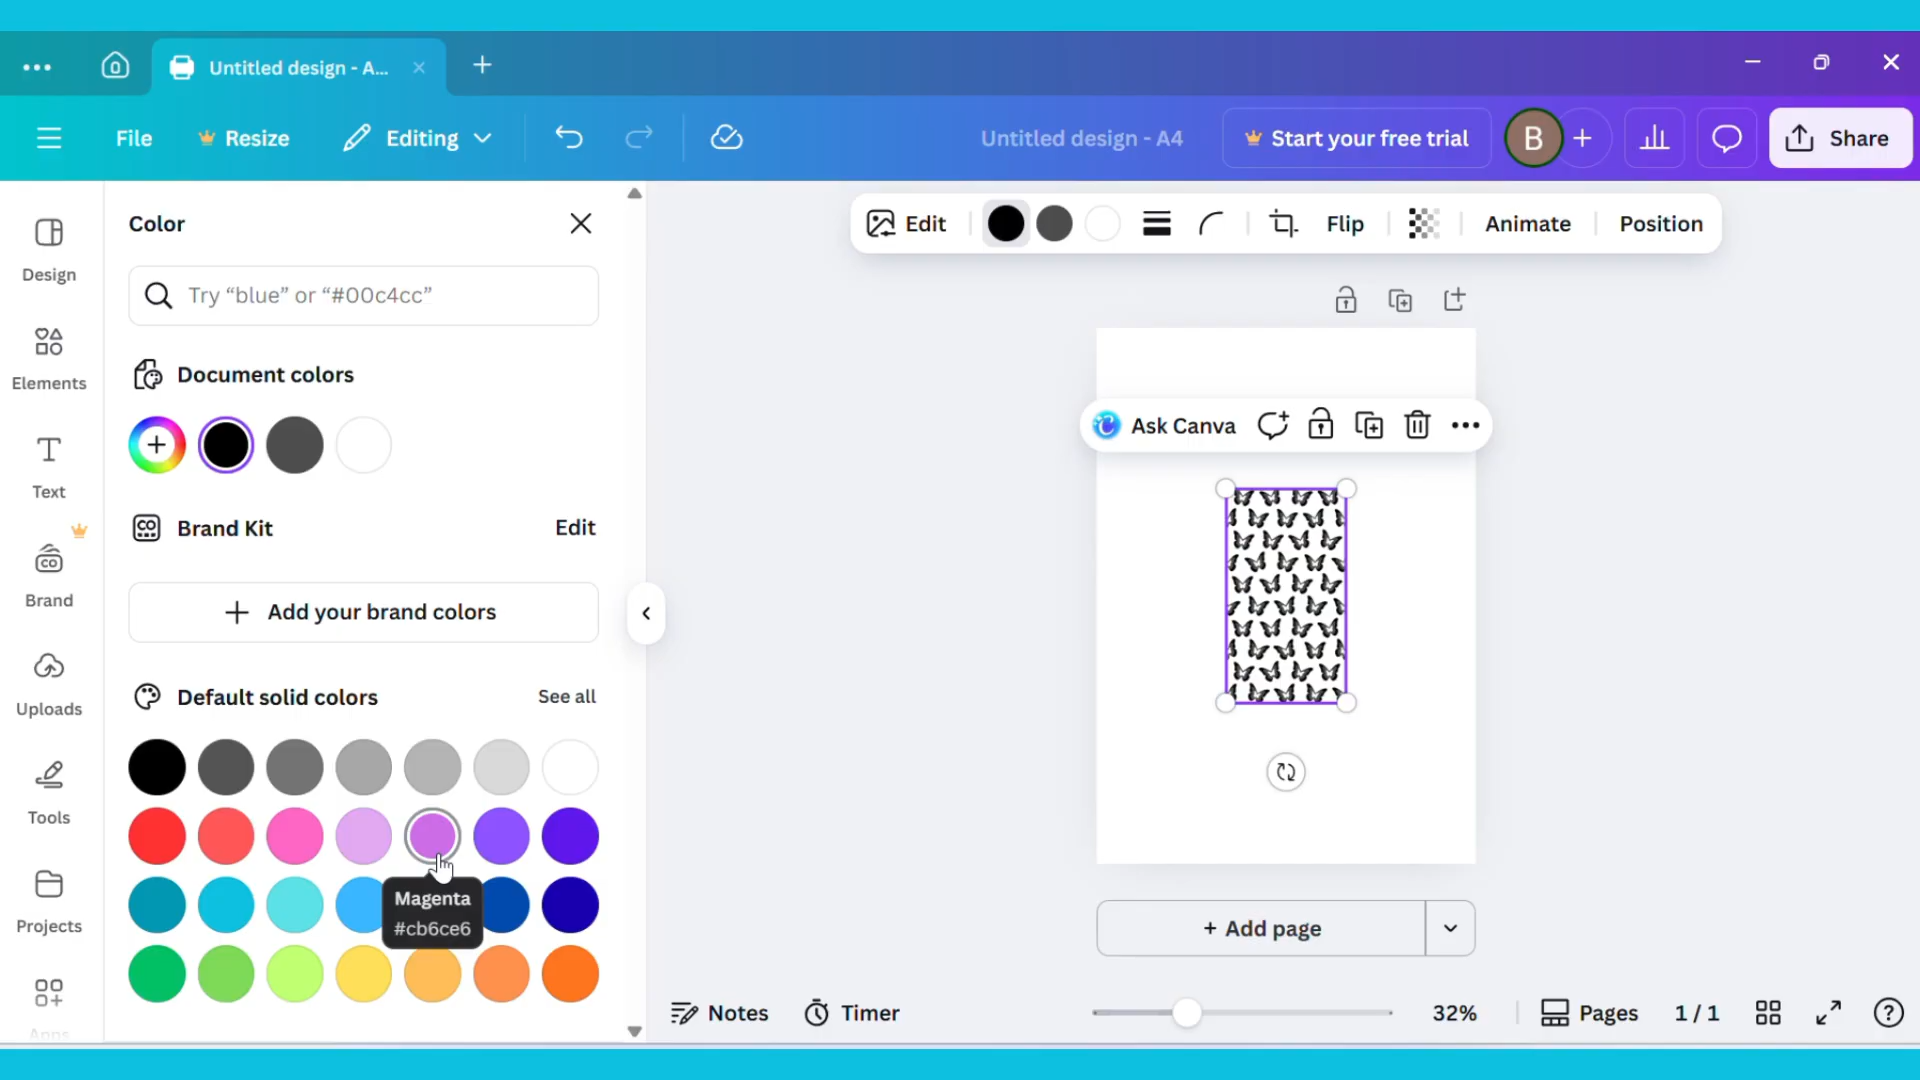 Untitled design - A...
File
Resize
Editing
Untitled design - A4
Start your free trial
B
Share
Design
Elements
Text
Brand
Uploads
Tools
Projects
Apps
Color
Try “blue” or “#00c4cc”
Document colors
Brand Kit
Edit
Add your brand colors
Default solid colors
See all
Magenta
#cb6ce6
Edit
Flip
Animate
Position
Ask Canva
+ Add page
Notes
Timer
32%
Pages
1 / 1